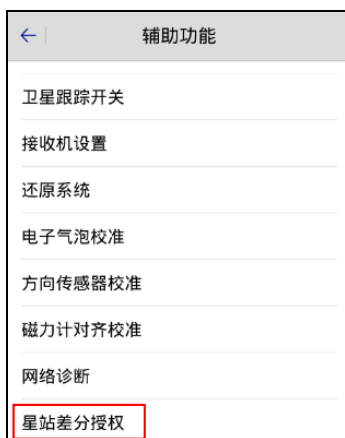 辅助功能
卫星跟踪开关
接收机设置
还原系统
电子气泡校准
方向传感器校准
磁力计对齐校准
网络诊断
星站差分授权